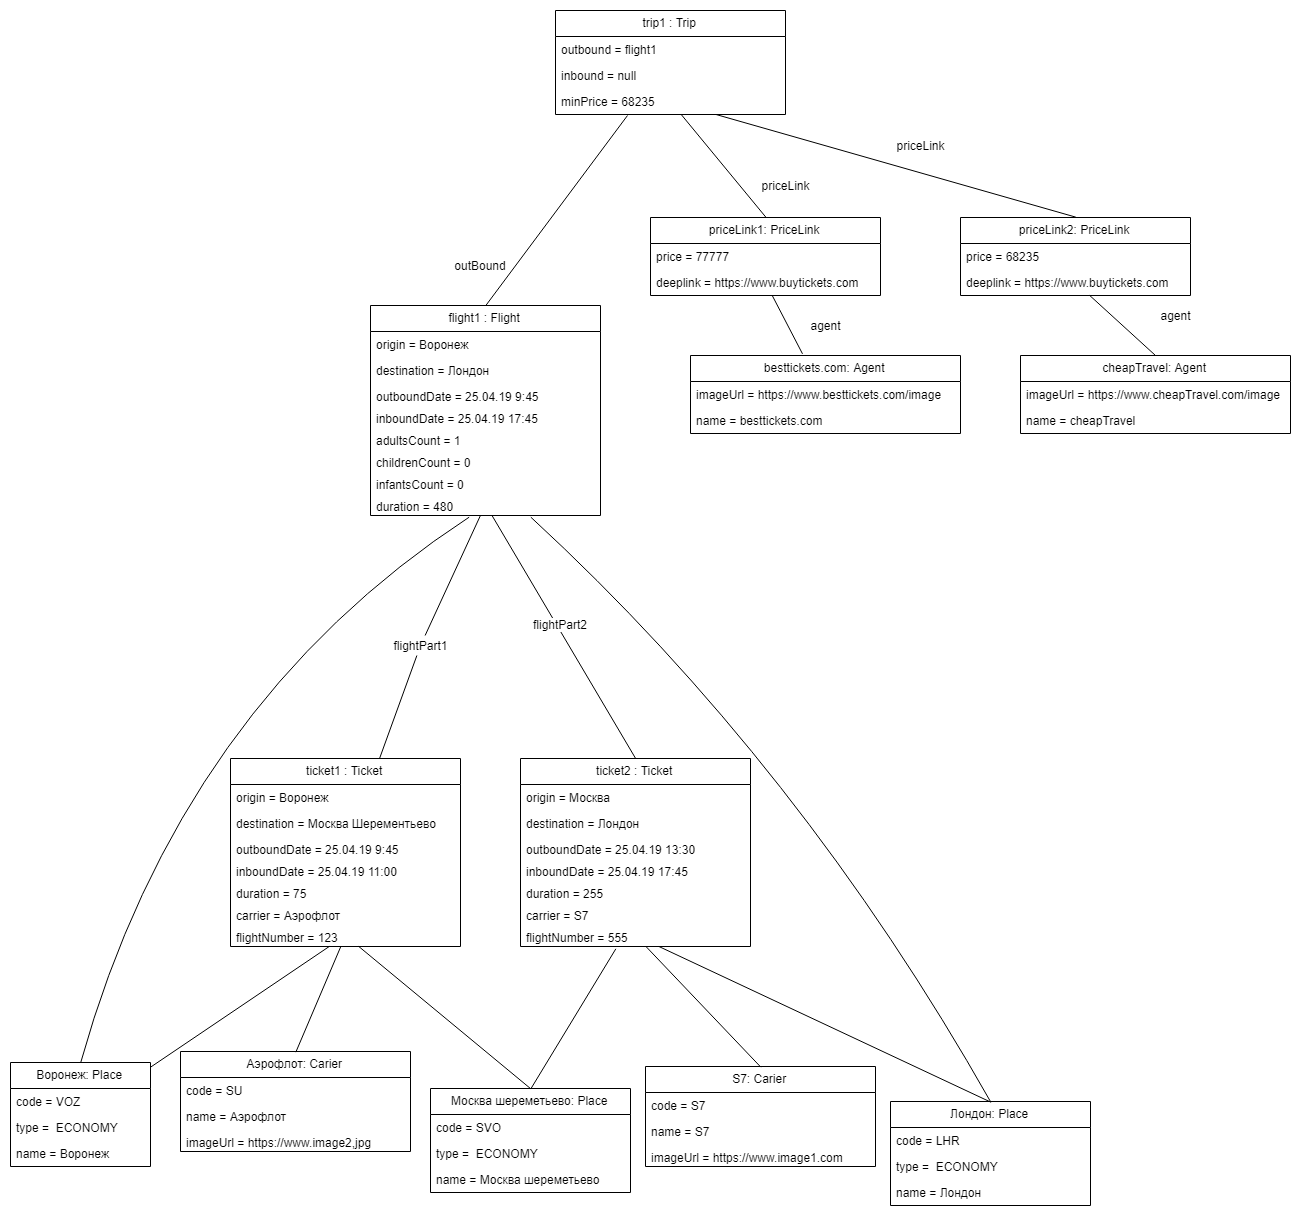 trip1 : Trip
outbound = flight1
inbound = null
minPrice = 68235
priceLink
priceLink
outBound
priceLink1: PriceLink
price = 77777
deeplink = https://www.buytickets.com
priceLink2: PriceLink
price = 68235
deeplink = https://www.buytickets.com
agent
agent
flight1 : Flight
origin = Воронеж
destination = Лондон
outboundDate = 25.04.19 9:45
inboundDate = 25.04.19 17:45
adultsCount = 1
childrenCount = 0
infantsCount = 0
duration = 480
besttickets.com: Agent
imageUrl = https://www.besttickets.com/image
name = besttickets.com
cheapTravel: Agent
imageUrl = https://www.cheapTravel.com/image
name = cheapTravel
flightPart1
flightPart2
ticket1 : Ticket
origin = Воронеж
destination = Москва Шерементьево
outboundDate = 25.04.19 9:45
inboundDate = 25.04.19 11:00
duration = 75
carrier = Аэрофлот
flightNumber = 123
ticket2 : Ticket
origin = Москва
destination = Лондон
outboundDate = 25.04.19 13:30
inboundDate = 25.04.19 17:45
duration = 255
carrier = S7
flightNumber = 555
Воронеж: Place
code = VOZ
type =  ECONOMY
name = Воронеж
Аэрофлот: Carier
code = SU
name = Аэрофлот
imageUrl = https://www.image2.jpg
Москва шереметьево: Place
code = SVO
type =  ECONOMY
name = Москва шереметьево
S7: Carier
code = S7
name = S7
imageUrl = https://www.image1.com
Лондон: Place
code = LHR
type =  ECONOMY
name = Лондон